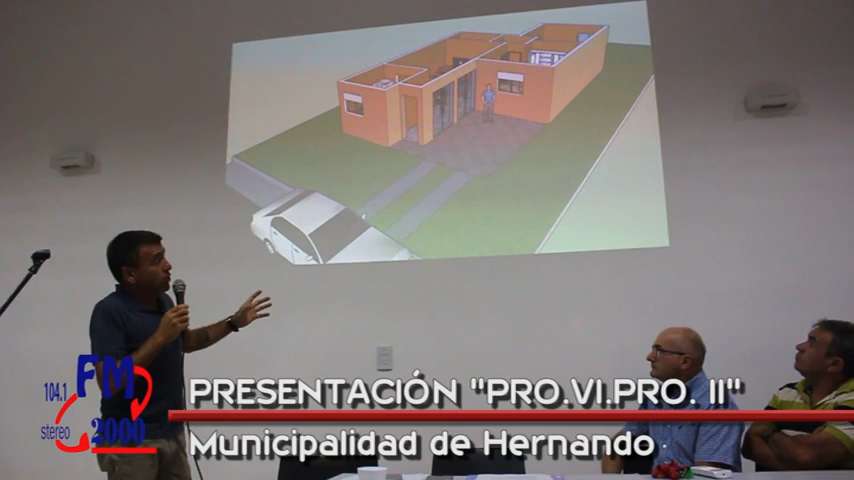 104.1
FM
stereo
2000
PRESENTACIÓN "PRO.VI.PRO. II"
Municipalidad de Hernando